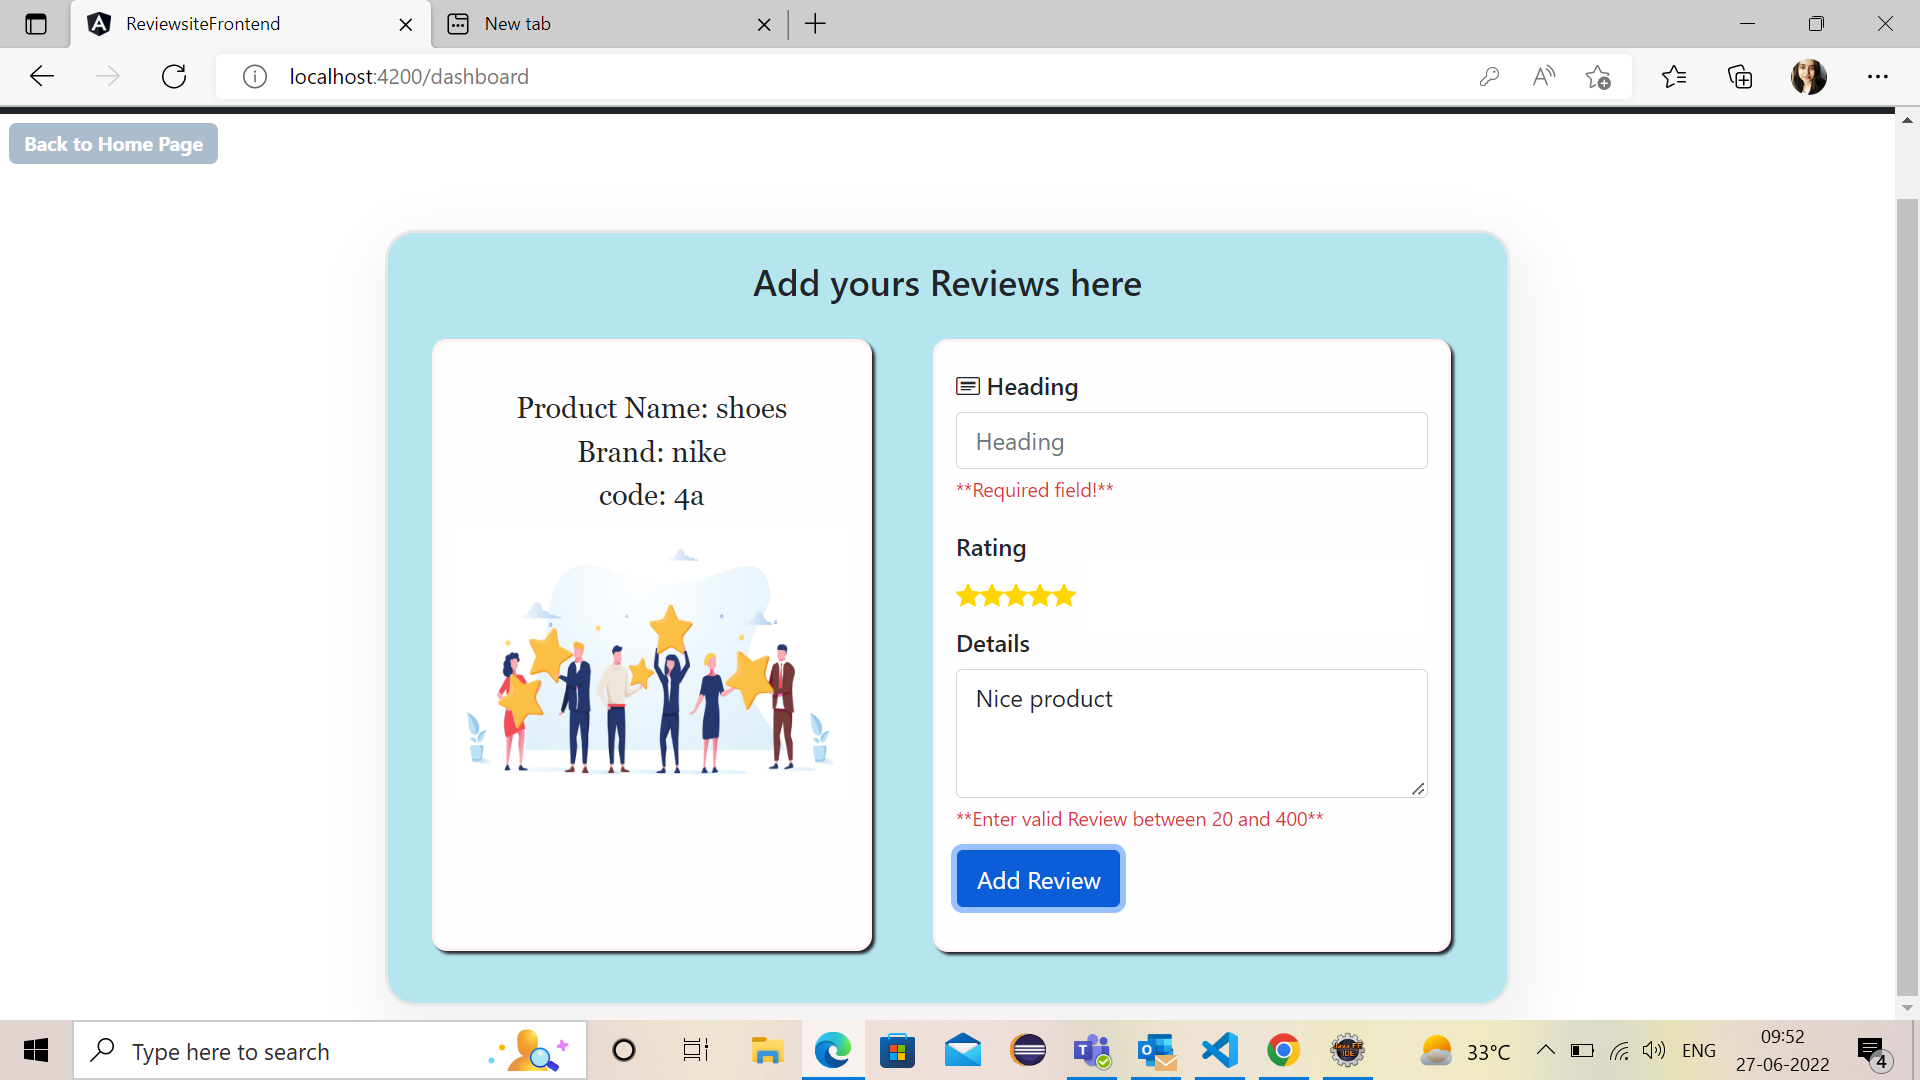 ReviewsiteFrontend
New tab
localhost:4200/dashboard
Back to Home Page
Add yours Reviews here
Product Name: shoes
Brand: nike
code: 4a
Heading
Heading
**Required field!**
Rating
Details
Nice product
**Enter valid Review between 20 and 400**
Add Review
Type here to search
33°C
ENG
09:52
27-06-2022
4